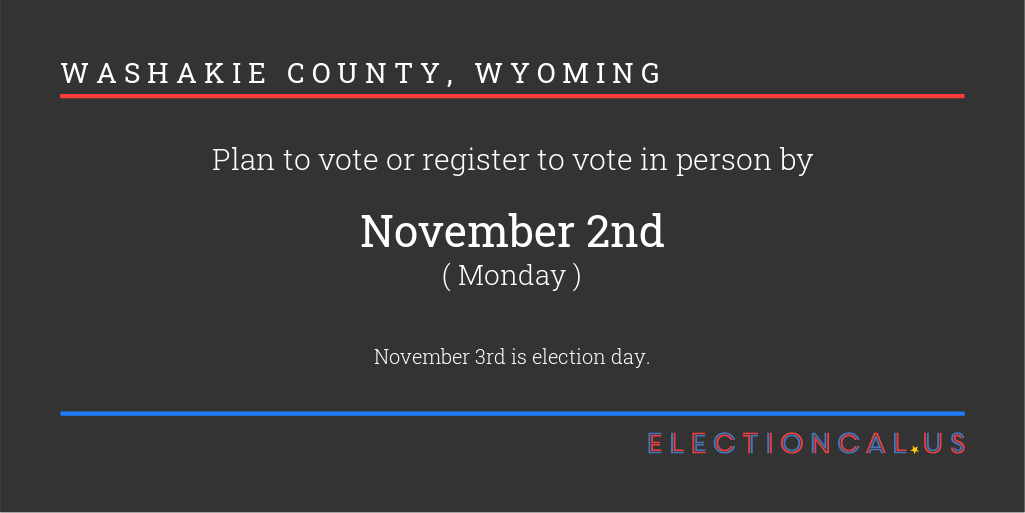 WASHAKIE COUNTY, WYOMING
Plan to vote or register to vote in person by
November 2nd
( Monday )
November 3rd is election day.
ELECTIONCAL.US